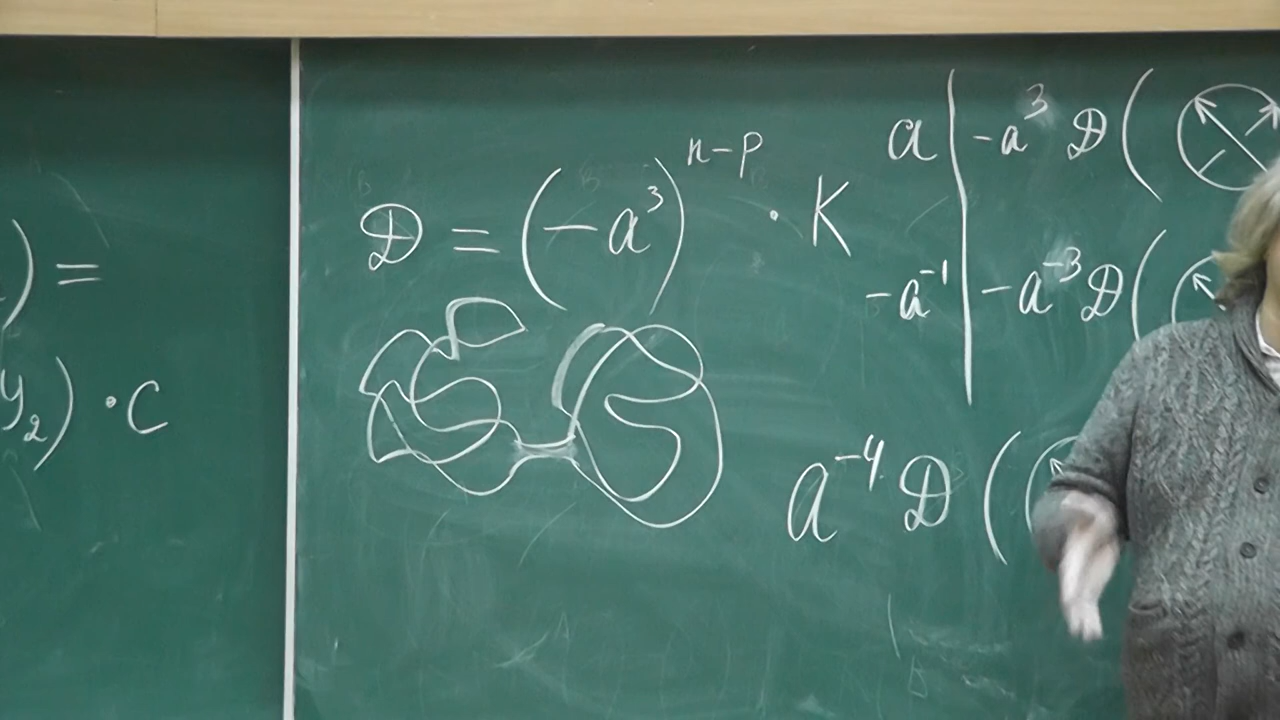 ) =
y₂) · C
𝒟 = (−a³)ⁿ⁻ᵖ · K
a | −a³ 𝒟 (
−a⁻¹ | −a⁻³ 𝒟 (
a⁻⁴ 𝒟 (